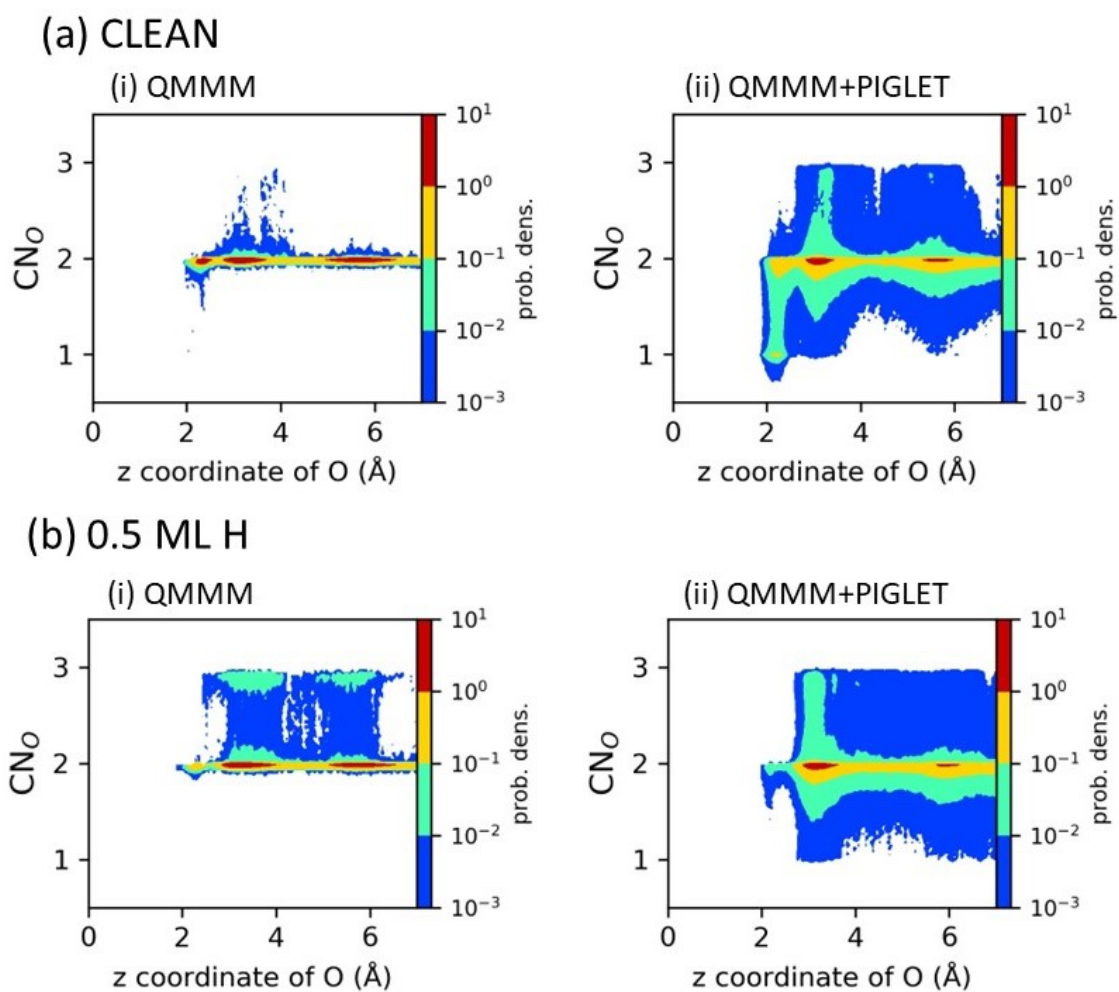 (a) CLEAN
(i) QMMM
(ii) QMMM+PIGLET
CN_O
3
2
1
0 2 4 6
z coordinate of O (Å)
10^1
10^0
10^-1
10^-2
10^-3
prob. dens.
CN_O
3
2
1
0 2 4 6
z coordinate of O (Å)
10^1
10^0
10^-1
10^-2
10^-3
prob. dens.
(b) 0.5 ML H
(i) QMMM
(ii) QMMM+PIGLET
CN_O
3
2
1
0 2 4 6
z coordinate of O (Å)
10^1
10^0
10^-1
10^-2
10^-3
prob. dens.
CN_O
3
2
1
0 2 4 6
z coordinate of O (Å)
10^1
10^0
10^-1
10^-2
10^-3
prob. dens.